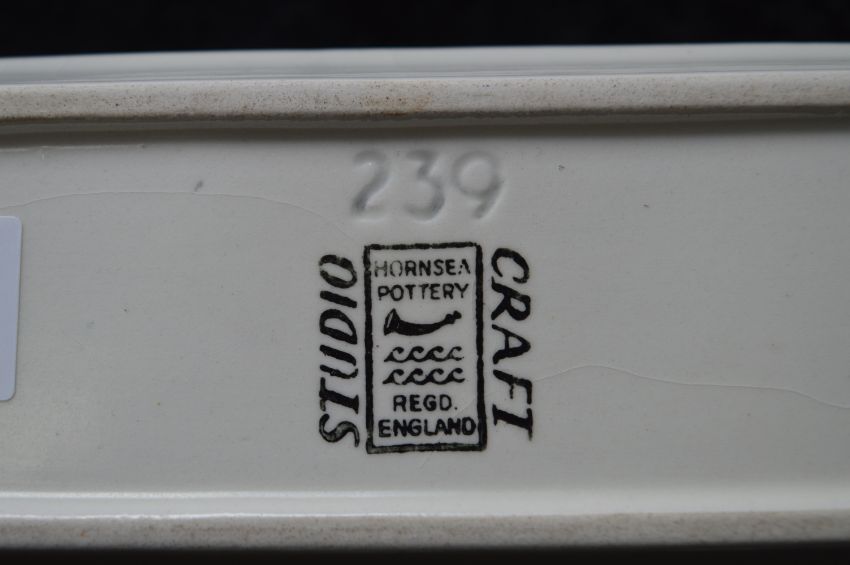 239
STUDIO
HORNSEA
POTTERY
REGD.
ENGLAND
CRAFT